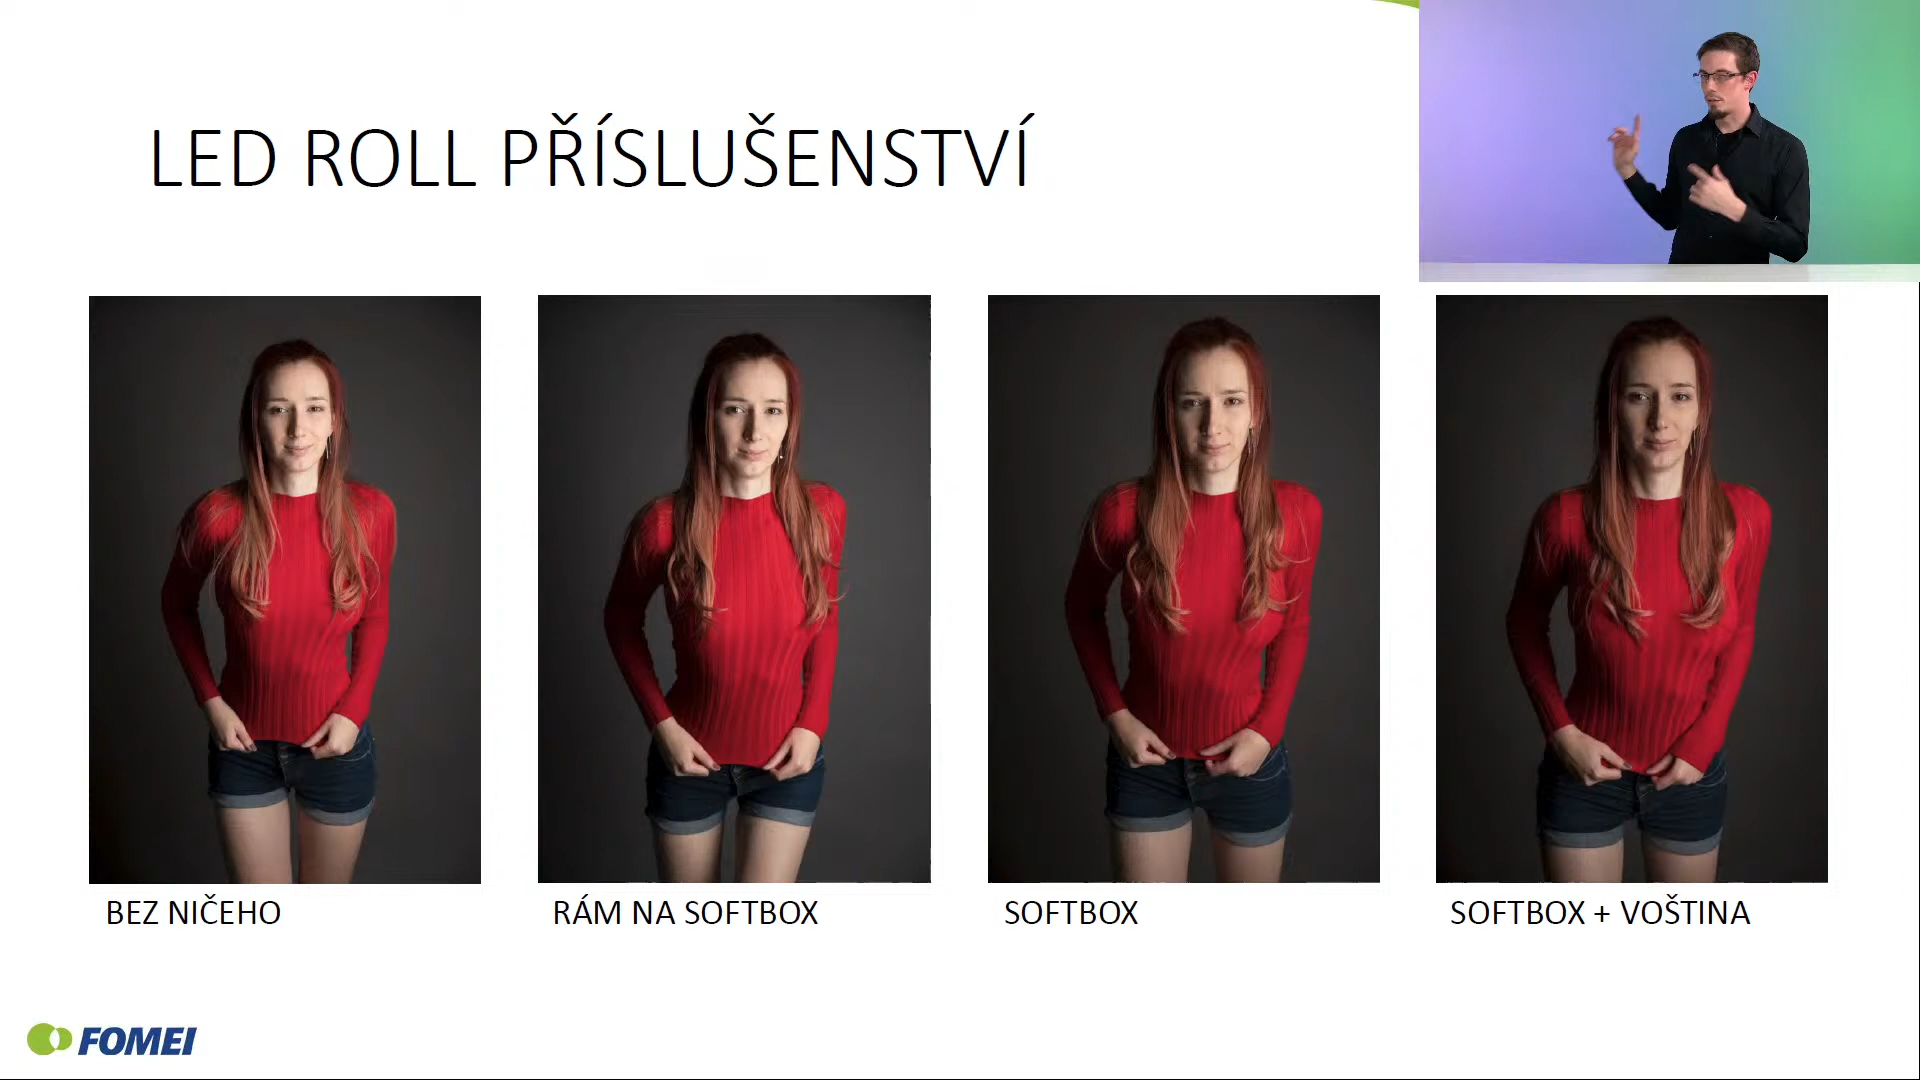 LED ROLL PŘÍSLUŠENSTVÍ
BEZ NIČEHO
RÁM NA SOFTBOX
SOFTBOX
SOFTBOX + VOŠTINA
FOMEI